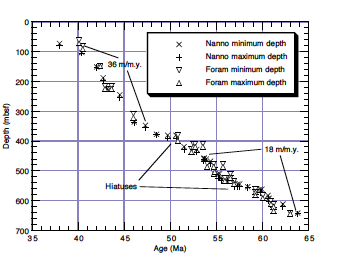 0
100
200
300
400
500
600
700
Depth (mbsf)
35
40
45
50
55
60
65
Age (Ma)
Nanno minimum depth
Nanno maximum depth
Foram minimum depth
Foram maximum depth
36 m/m.y.
18 m/m.y.
Hiatuses